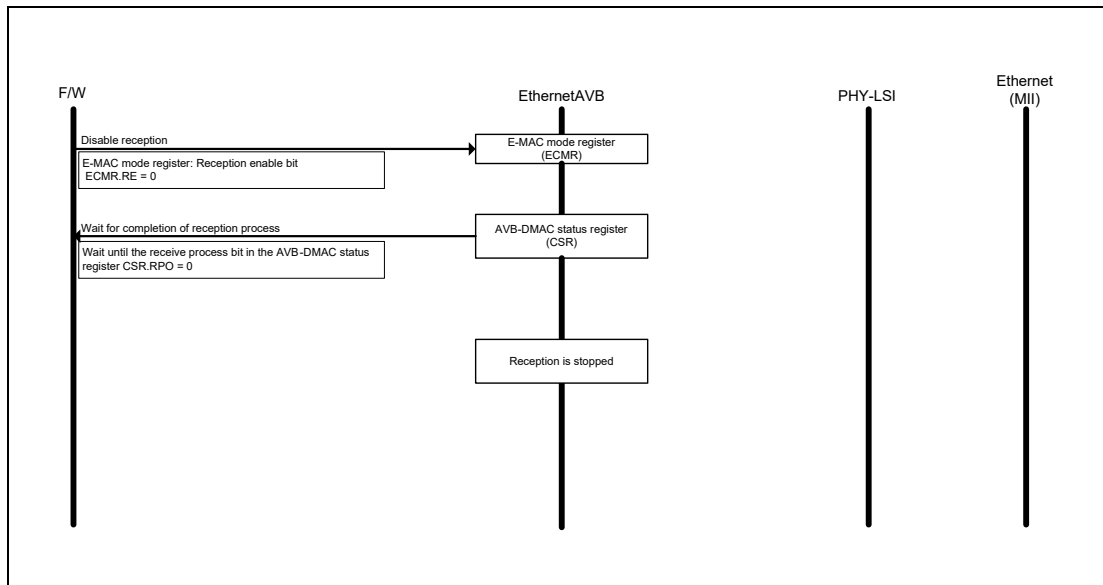 F/W
EthernetAVB
PHY-LSI
Ethernet
(MII)
Disable reception
E-MAC mode register: Reception enable bit
ECMR.RE = 0
E-MAC mode register
(ECMR)
Wait for completion of reception process
Wait until the receive process bit in the AVB-DMAC status
register CSR.RPO = 0
AVB-DMAC status register
(CSR)
Reception is stopped